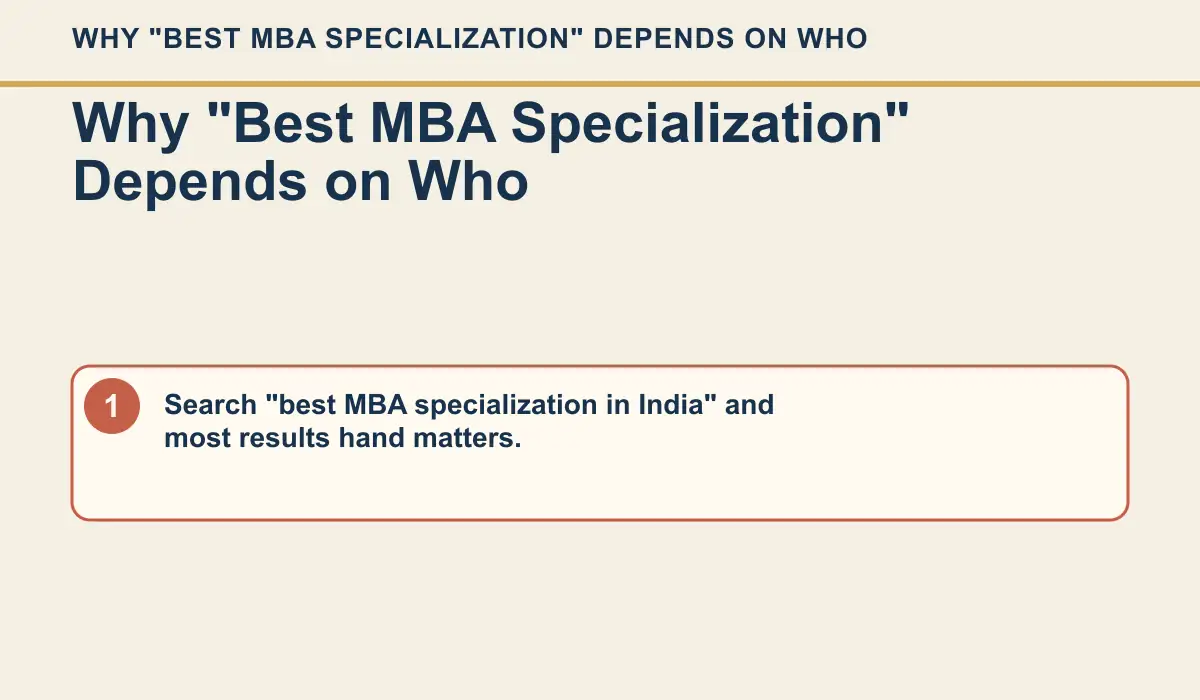 WHY "BEST MBA SPECIALIZATION" DEPENDS ON WHO
Why "Best MBA Specialization"
Depends on Who
1
Search "best MBA specialization in India" and
most results hand matters.